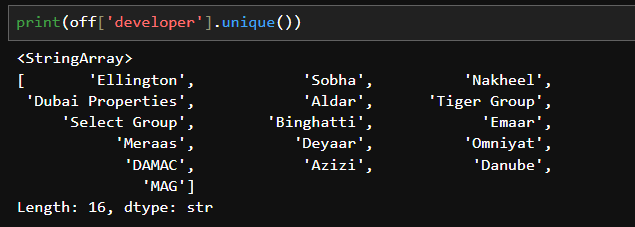 print(off['developer'].unique())
<StringArray>
[ 'Ellington', 'Sobha', 'Nakheel',
'Dubai Properties', 'Aldar', 'Tiger Group',
'Select Group', 'Binghatti', 'Emaar',
'Meraas', 'Deyaar', 'Omniyat',
'DAMAC', 'Azizi', 'Danube',
'MAG']
Length: 16, dtype: str